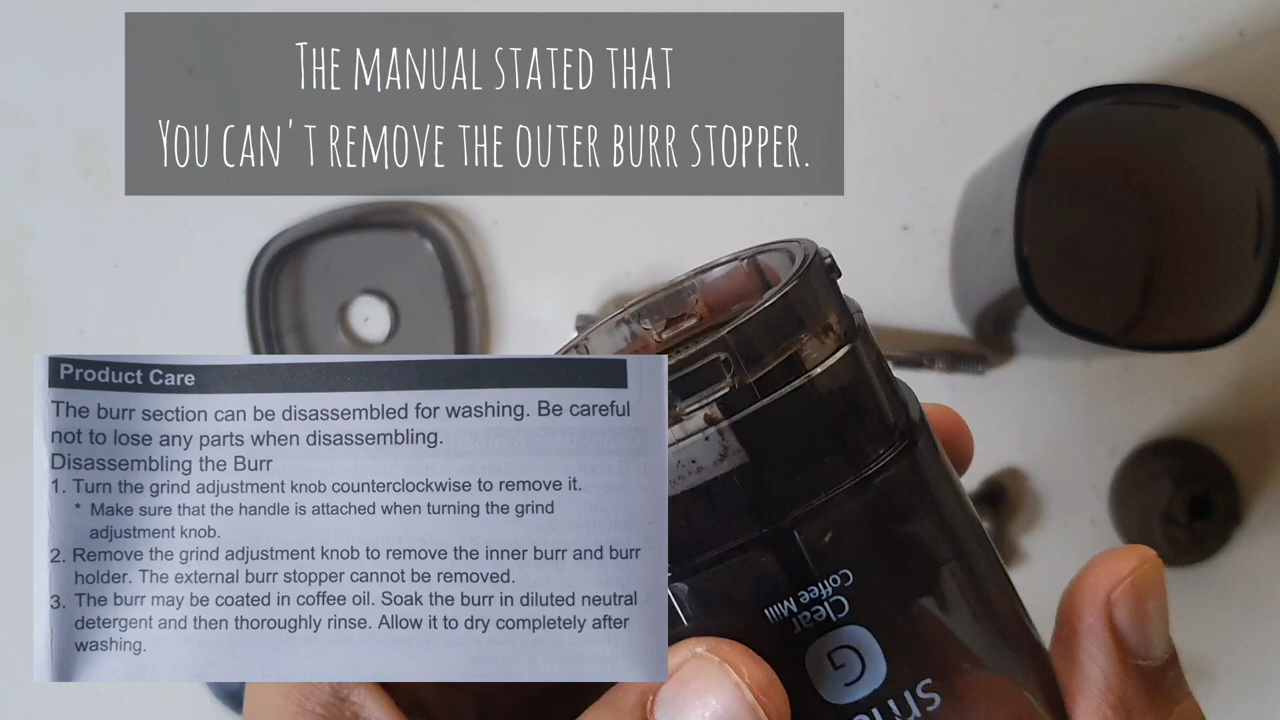 The manual stated that
You can't remove the outer burr stopper.
Product Care
The burr section can be disassembled for washing. Be careful
not to lose any parts when disassembling.
Disassembling the Burr
1. Turn the grind adjustment knob counterclockwise to remove it.
* Make sure that the handle is attached when turning the grind
adjustment knob.
2. Remove the grind adjustment knob to remove the inner burr and burr
holder. The external burr stopper cannot be removed.
3. The burr may be coated in coffee oil. Soak the burr in diluted neutral
detergent and then thoroughly rinse. Allow it to dry completely after
washing.
Coffee Mill
Clear
G